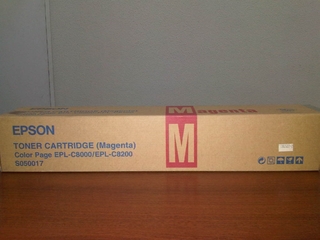 Magenta
EPSON
TONER CARTRIDGE (Magenta)
Color Page EPL-C8000/EPL-C8200
S050017
M